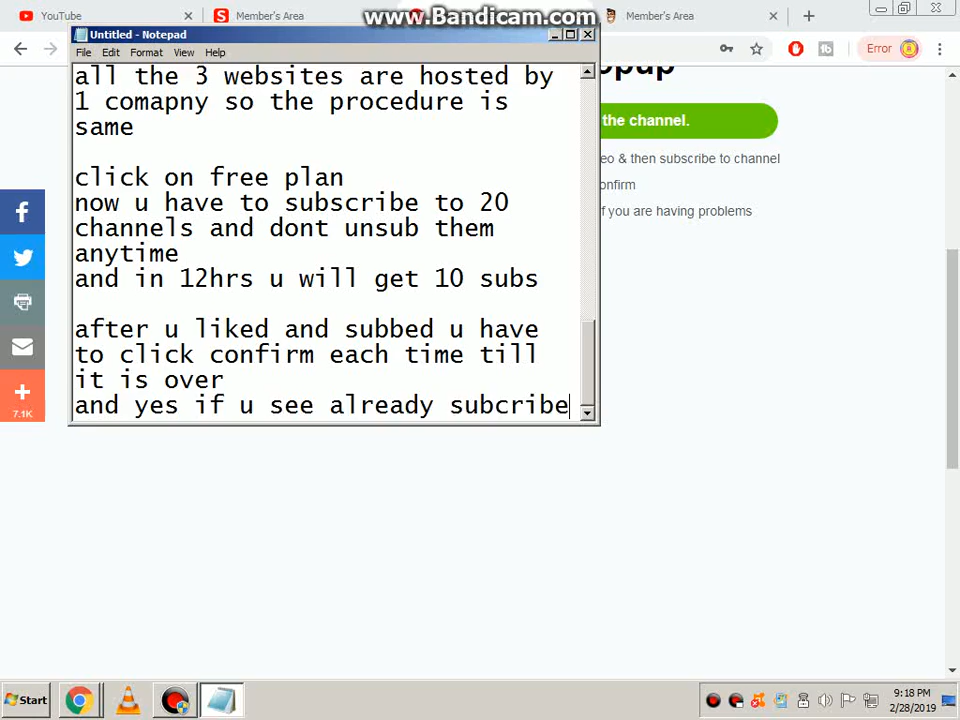 YouTube
Member's Area
www.Bandicam.com
Member's Area
Untitled - Notepad
Error
File Edit Format View Help
opup
all the 3 websites are hosted by
1 comapny so the procedure is
same
click on free plan
now u have to subscribe to 20
channels and dont unsub them
anytime
and in 12hrs u will get 10 subs
after u liked and subbed u have
to click confirm each time till
it is over
and yes if u see already subcribe
the channel.
eo & then subscribe to channel
onfirm
f you are having problems
7.1K
Start
9:18 PM
2/28/2019